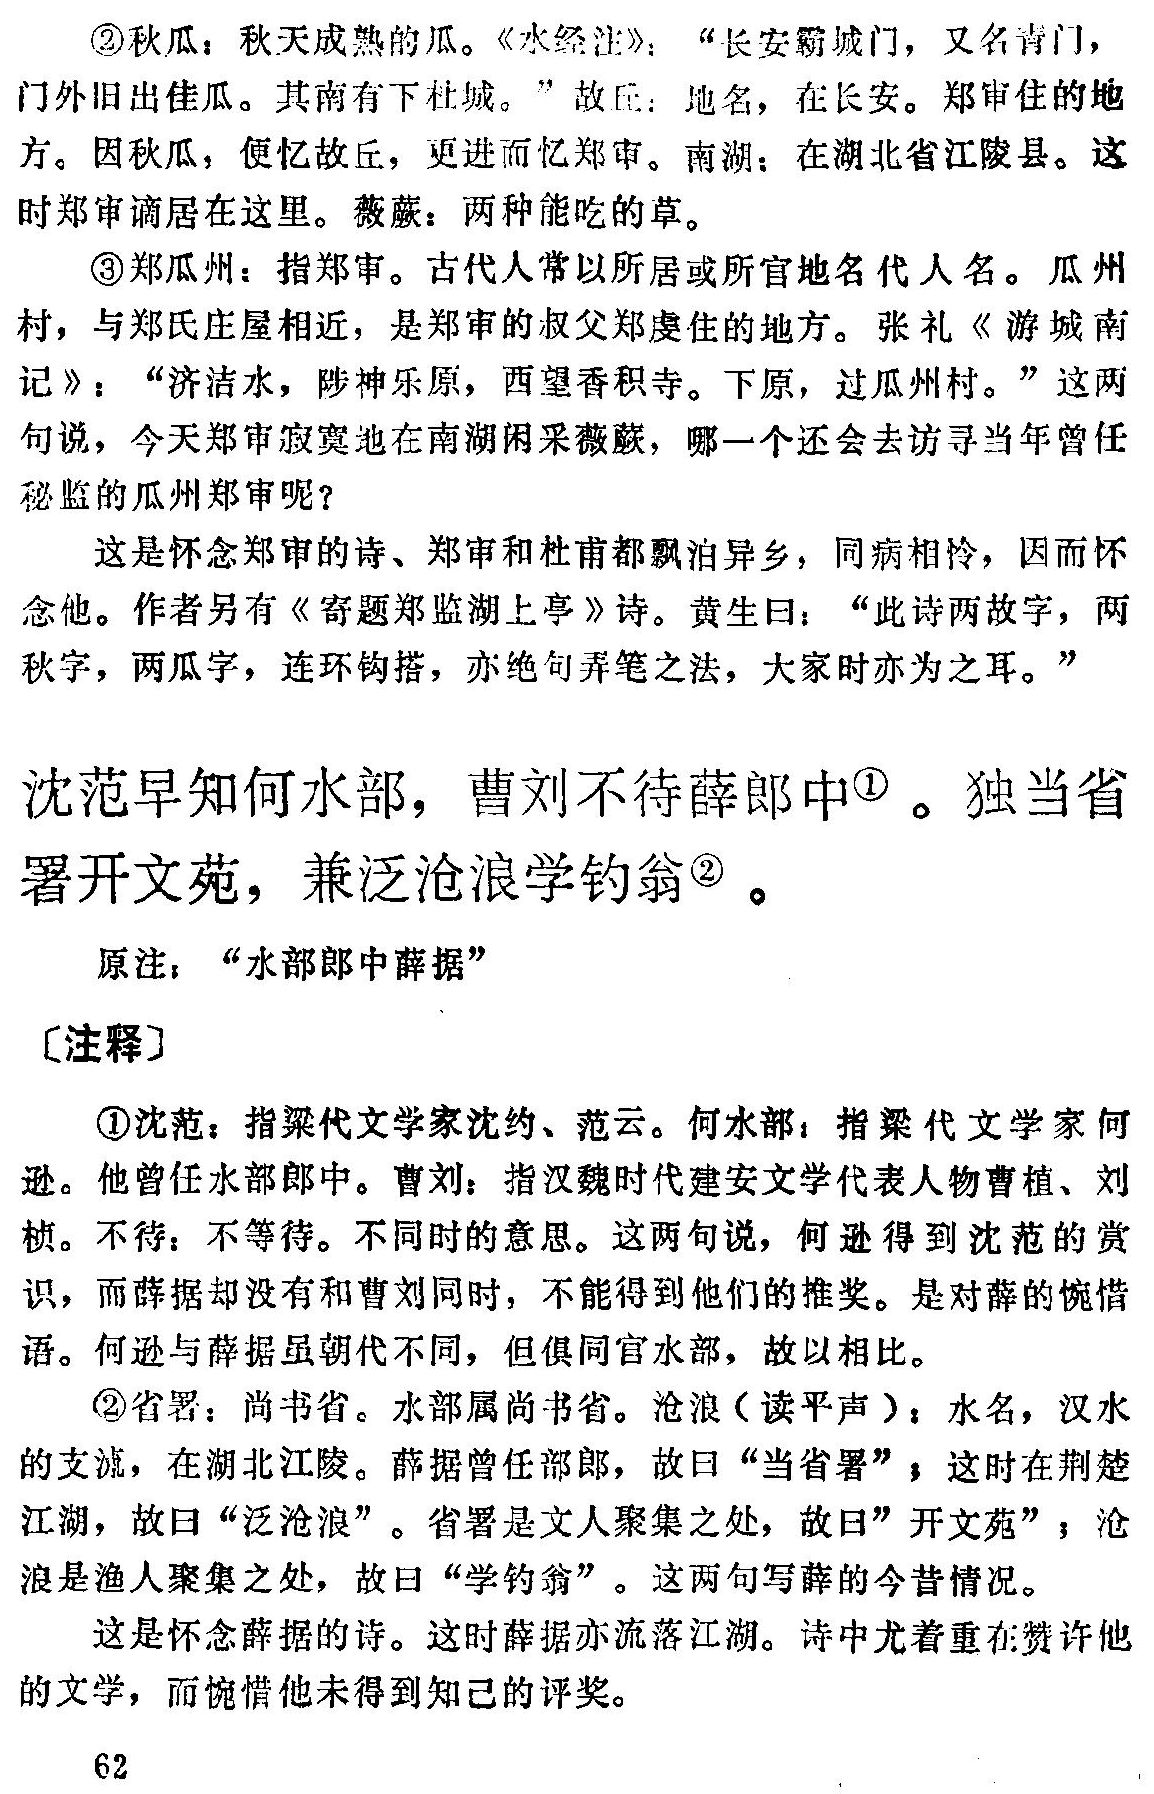 ②秋瓜：秋天成熟的瓜。《水经注》：“长安霸城门，又名青门，
门外旧出佳瓜。其南有下杜城。”故丘：地名，在长安。郑审住的地
方。因秋瓜，便忆故丘，更进而忆郑审。南湖：在湖北省江陵县。这
时郑审谪居在这里。薇蕨：两种能吃的草。
③郑瓜州：指郑审。古代人常以所居或所官地名代人名。瓜州
村，与郑氏庄屋相近，是郑审的叔父郑虔住的地方。张礼《游城南
记》：“济洁水，陟神乐原，西望香积寺。下原，过瓜州村。”这两
句说，今天郑审寂寞地在南湖闲采薇蕨，哪一个还会去访寻当年曾任
秘监的瓜州郑审呢？
这是怀念郑审的诗、郑审和杜甫都飘泊异乡，同病相怜，因而怀
念他。作者另有《寄题郑监湖上亭》诗。黄生曰：“此诗两故字，两
秋字，两瓜字，连环钩搭，亦绝句弄笔之法，大家时亦为之耳。”
沈范早知何水部，曹刘不待薛郎中①。独当省
署开文苑，兼泛沧浪学钓翁②。
原注：“水部郎中薛据”
〔注释〕
①沈范：指梁代文学家沈约、范云。何水部：指梁代文学家何
逊。他曾任水部郎中。曹刘：指汉魏时代建安文学代表人物曹植、刘
桢。不待：不等待。不同时的意思。这两句说，何逊得到沈范的赏
识，而薛据却没有和曹刘同时，不能得到他们的推奖。是对薛的惋惜
语。何逊与薛据虽朝代不同，但俱同官水部，故以相比。
②省署：尚书省。水部属尚书省。沧浪（读平声）：水名，汉水
的支流，在湖北江陵。薛据曾任部郎，故曰“当省署”；这时在荆楚
江湖，故曰“泛沧浪”。省署是文人聚集之处，故曰”开文苑”；沧
浪是渔人聚集之处，故曰“学钓翁”。这两句写薛的今昔情况。
这是怀念薛据的诗。这时薛据亦流落江湖。诗中尤着重在赞许他
的文学，而惋惜他未得到知己的评奖。
62